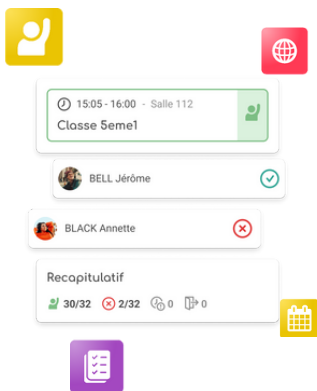 15:05 - 16:00 - Salle 112
Classe 5eme1
BELL Jérôme
BLACK Annette
Recapitulatif
30/32 2/32 0 0